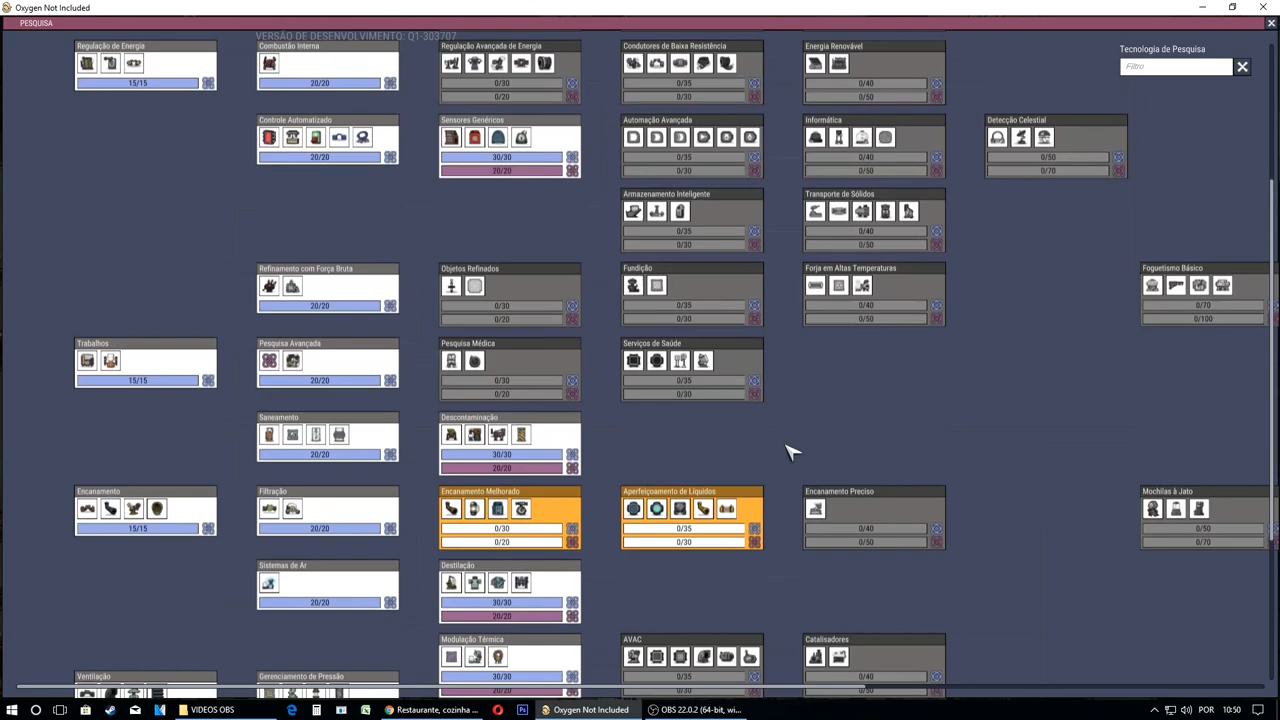 Oxygen Not Included
PESQUISA
VERSÃO DE DESENVOLVIMENTO: Q1-303707
Tecnologia de Pesquisa
Filtro
Regulação de Energia
15/15
Combustão Interna
20/20
Regulação Avançada de Energia
0/30
0/20
Condutores de Baixa Resistência
0/35
0/30
Energia Renovável
0/40
0/50
Controle Automatizado
20/20
Sensores Genéricos
30/30
20/20
Automação Avançada
0/35
0/30
Informática
0/40
0/50
Detecção Celestial
0/50
0/70
Armazenamento Inteligente
0/35
0/30
Transporte de Sólidos
0/40
0/50
Refinamento com Força Bruta
20/20
Objetos Refinados
0/30
0/20
Fundição
0/35
0/30
Forja em Altas Temperaturas
0/40
0/50
Foguetismo Básico
0/70
0/100
Trabalhos
15/15
Pesquisa Avançada
20/20
Pesquisa Médica
0/30
0/20
Serviços de Saúde
0/35
0/30
Saneamento
20/20
Descontaminação
30/30
20/20
Encanamento
15/15
Filtração
20/20
Encanamento Melhorado
0/30
0/20
Aperfeiçoamento de Líquidos
0/35
0/30
Encanamento Preciso
0/40
0/50
Mochilas à Jato
0/50
0/70
Sistemas de Ar
20/20
Destilação
30/30
20/20
Modulação Térmica
30/30
20/20
AVAC
0/35
0/30
Catalisadores
0/40
0/50
Ventilação
Gerenciamento de Pressão
VIDEOS OBS
Restaurante, cozinha ...
Oxygen Not Included
OBS 22.0.2 (64-bit, wi...
POR
10:50